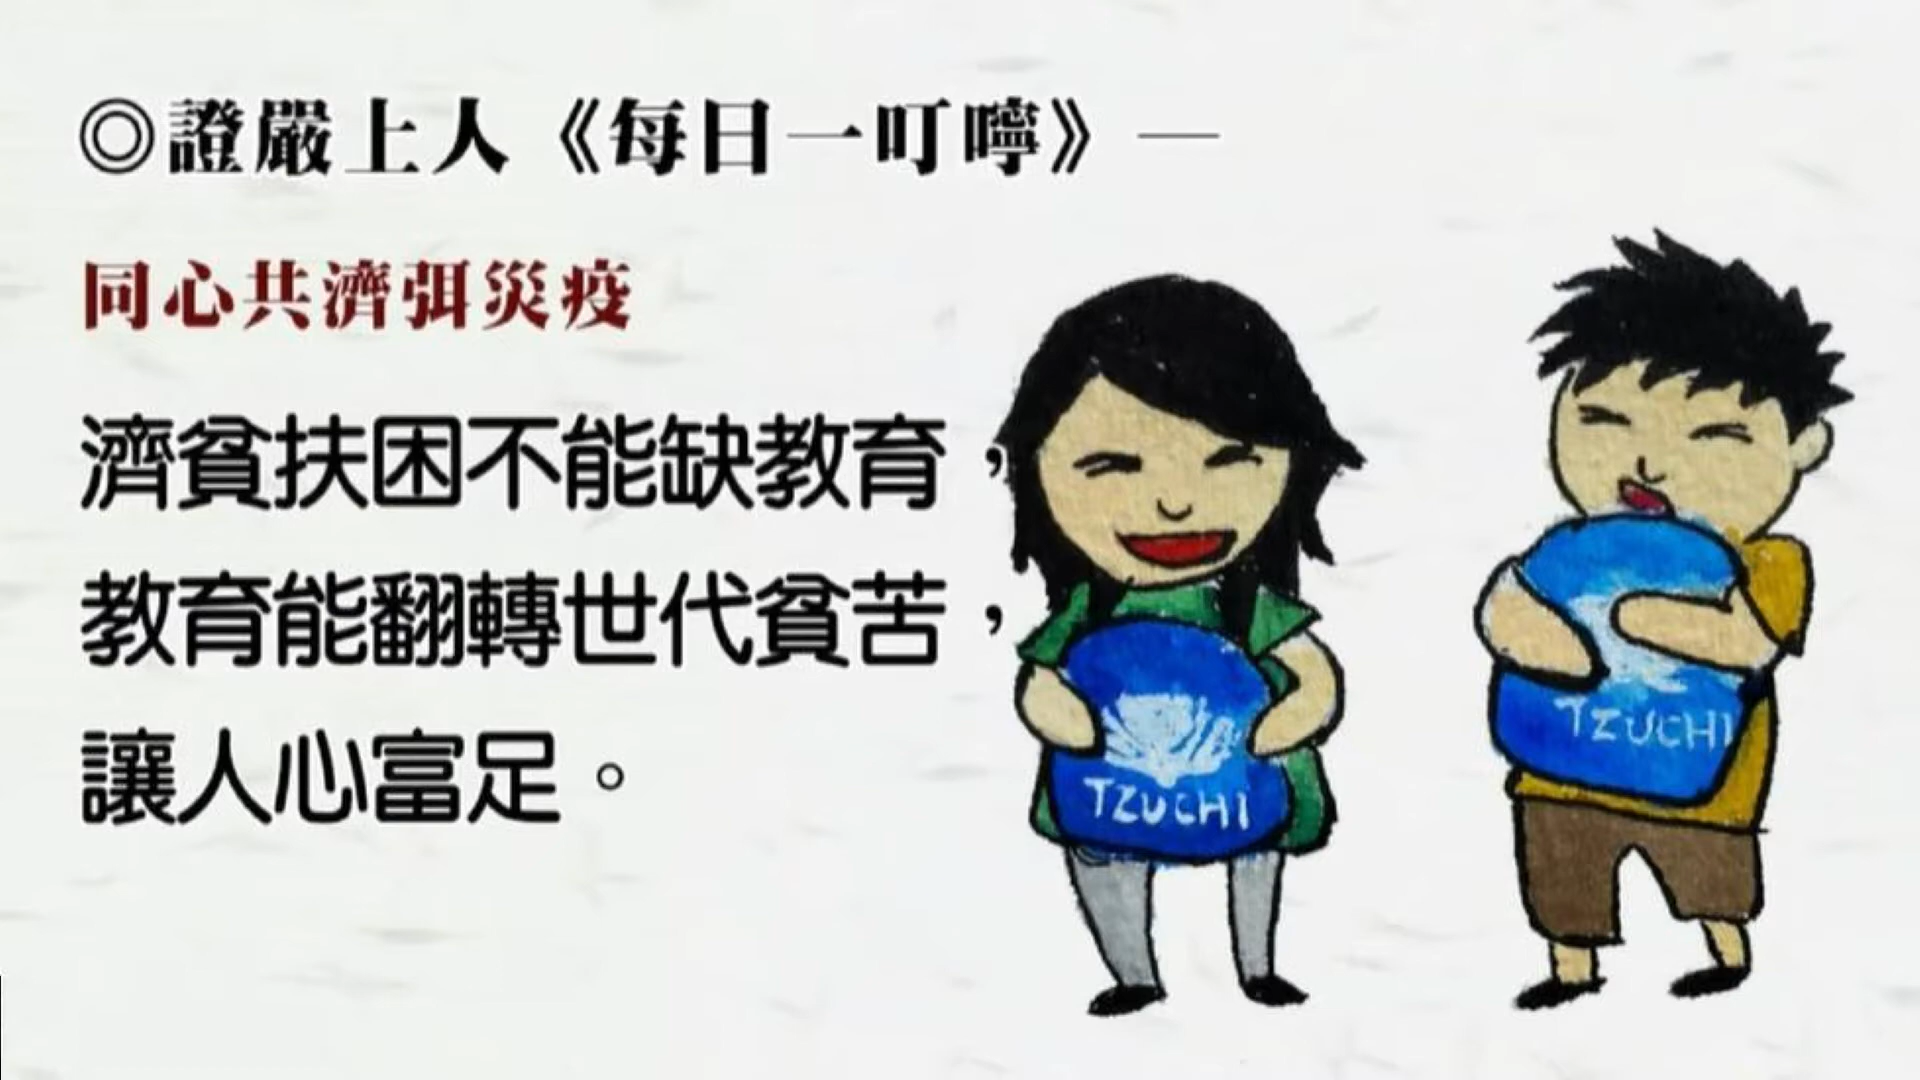 ◎證嚴上人《每日一叮嚀》—
同心共濟弭災疫
濟貧扶困不能缺教育，
教育能翻轉世代貧苦，
讓人心富足。
TZUCHI
TZUCHI